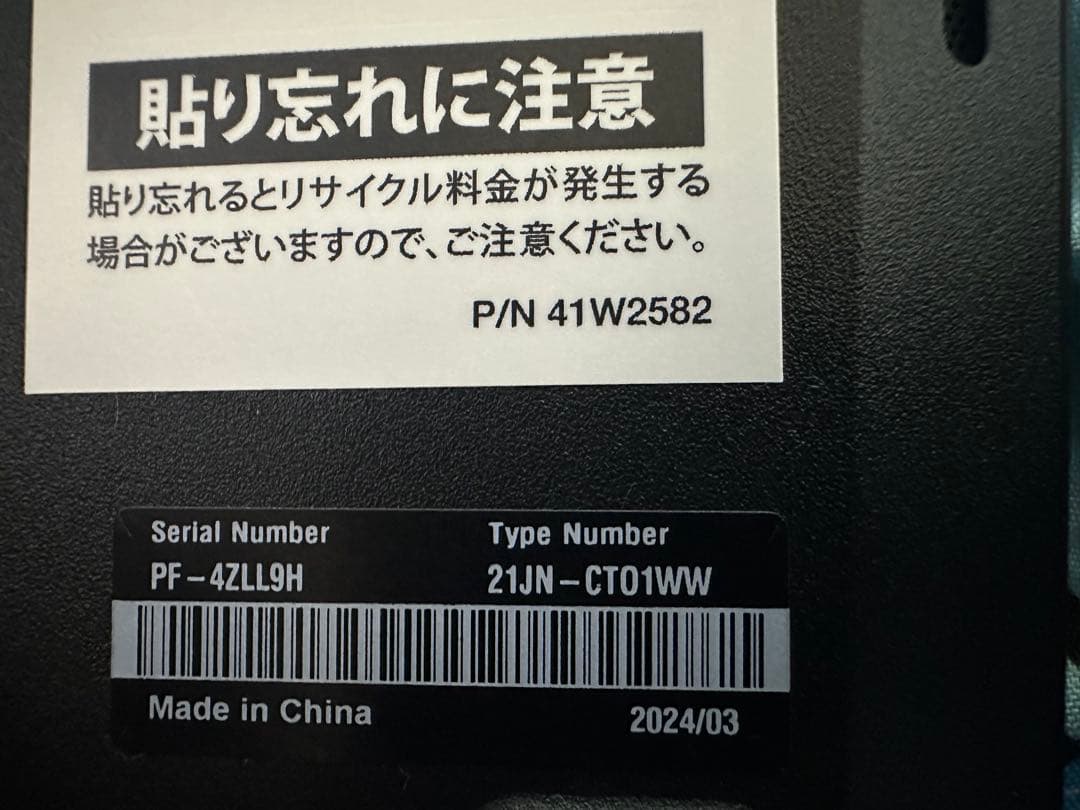 貼り忘れに注意
貼り忘れるとリサイクル料金が発生する
場合がございますので、ご注意ください。
P/N 41W2582
Serial Number Type Number
PF-4ZLL9H 21JN-CTO1WW
Made in China 2024/03